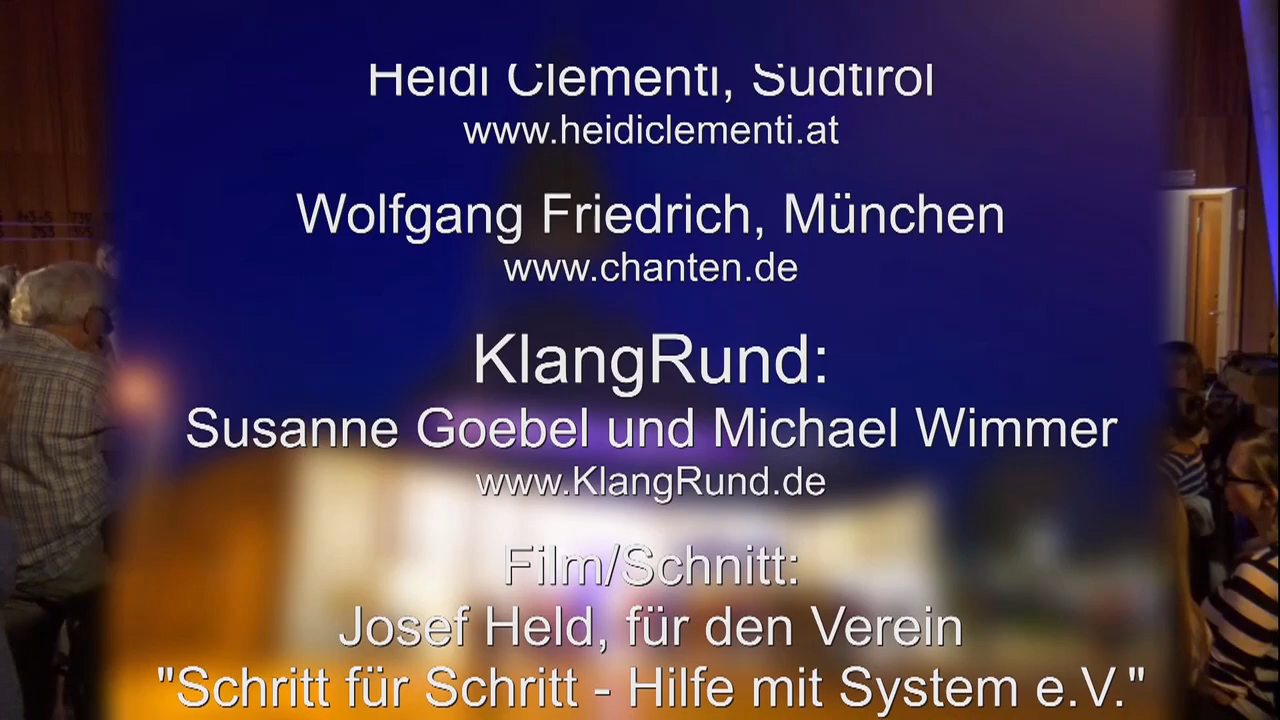 Heidi Clementi, Südtirol
www.heidiclementi.at
Wolfgang Friedrich, München
www.chanten.de
KlangRund:
Susanne Goebel und Michael Wimmer
www.KlangRund.de
Film/Schnitt:
Josef Held, für den Verein
"Schritt für Schritt - Hilfe mit System e.V."